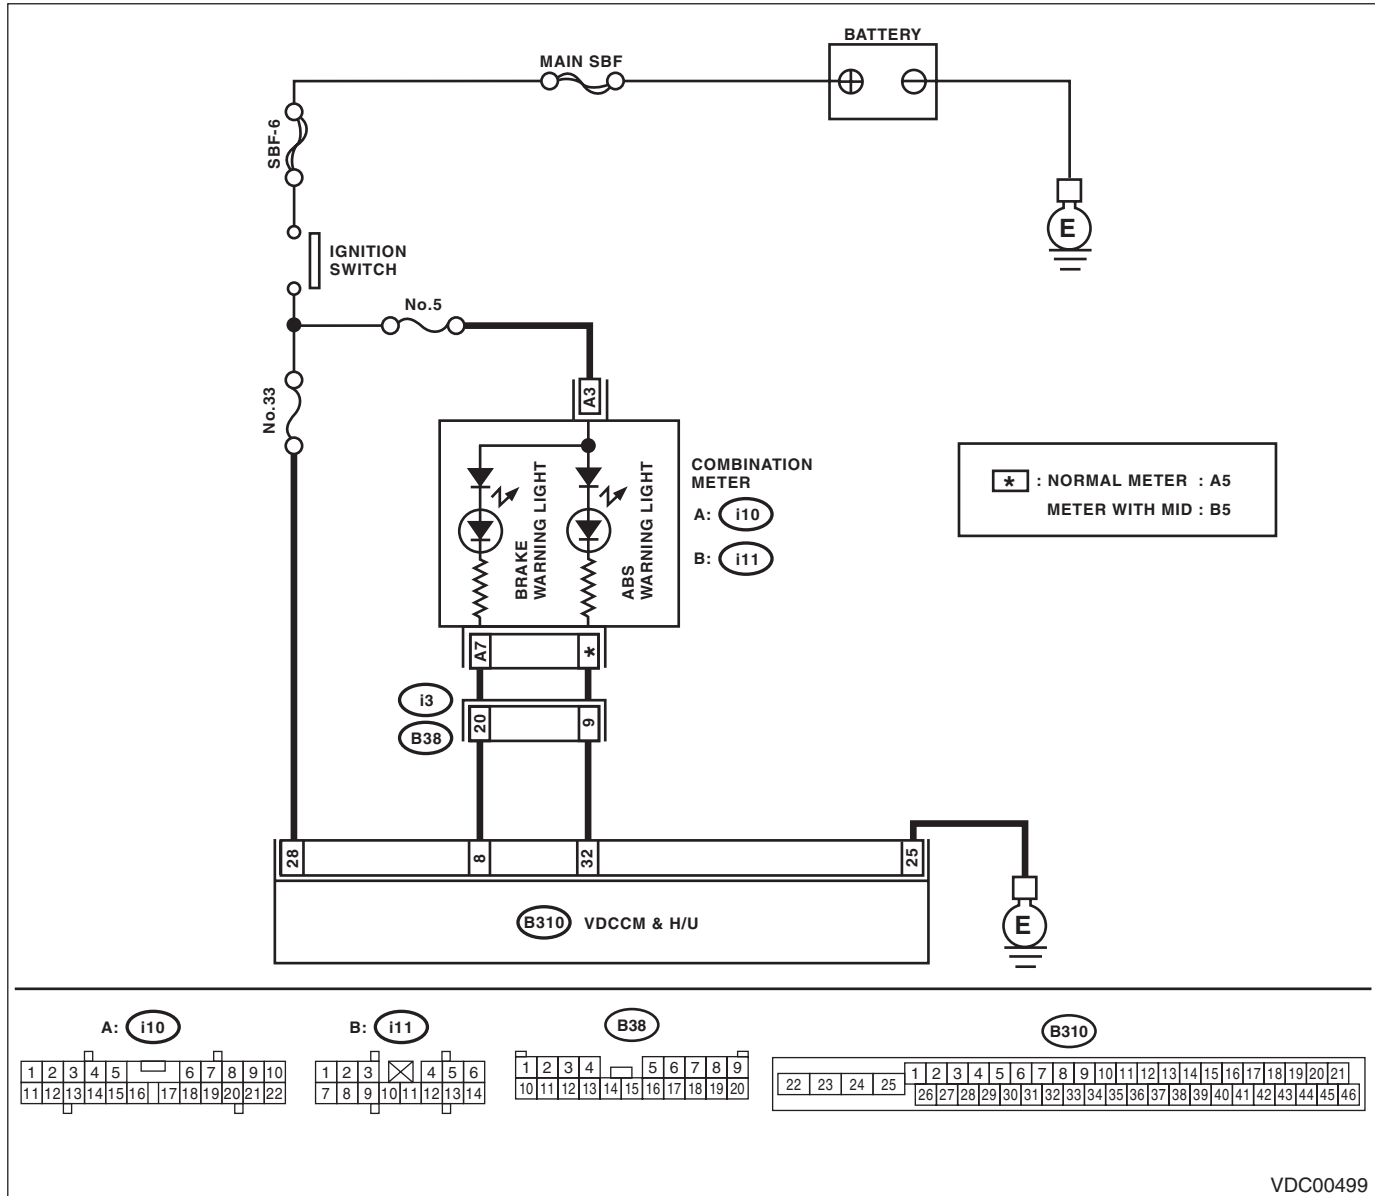 BATTERY
MAIN SBF
SBF-6
E
IGNITION
SWITCH
No.5
No.33
A3
COMBINATION
METER
A: i10
B: i11
BRAKE
WARNING LIGHT
ABS
WARNING LIGHT
* : NORMAL METER : A5
METER WITH MID : B5
A7 *
i3
B38
20 9
28 8 32 25
B310 VDCCM & H/U
E
A: i10
B: i11
B38
B310
1 2 3 4 5 6 7 8 9 10
11 12 13 14 15 16 17 18 19 20 21 22
1 2 3 4 5 6
7 8 9 10 11 12 13 14
1 2 3 4 5 6 7 8 9
10 11 12 13 14 15 16 17 18 19 20
22 23 24 25
1 2 3 4 5 6 7 8 9 10 11 12 13 14 15 16 17 18 19 20 21
26 27 28 29 30 31 32 33 34 35 36 37 38 39 40 41 42 43 44 45 46
VDC00499